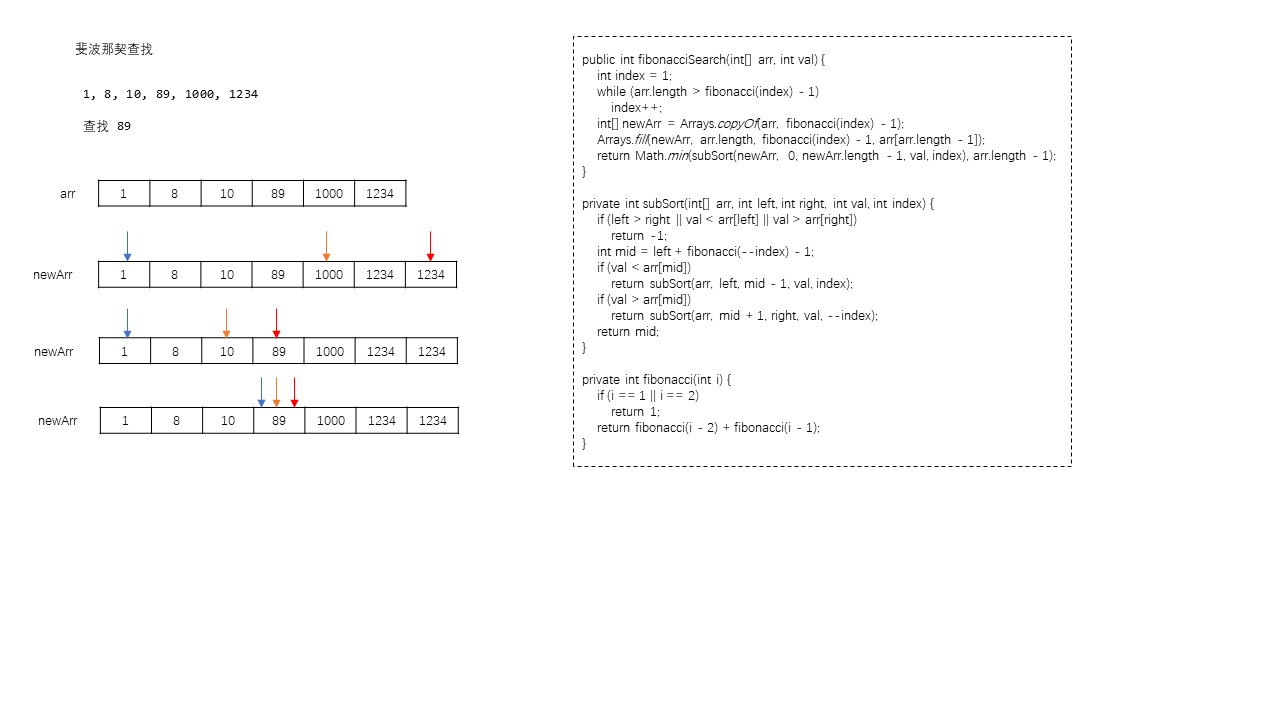 斐波那契查找
1, 8, 10, 89, 1000, 1234
查找 89
arr 1 8 10 89 1000 1234
newArr 1 8 10 89 1000 1234 1234
newArr 1 8 10 89 1000 1234 1234
newArr 1 8 10 89 1000 1234 1234
public int fibonacciSearch(int[] arr, int val) {
int index = 1;
while (arr.length > fibonacci(index) - 1)
index++;
int[] newArr = Arrays.copyOf(arr, fibonacci(index) - 1);
Arrays.fill(newArr, arr.length, fibonacci(index) - 1, arr[arr.length - 1]);
return Math.min(subSort(newArr, 0, newArr.length - 1, val, index), arr.length - 1);
}
private int subSort(int[] arr, int left, int right, int val, int index) {
if (left > right || val < arr[left] || val > arr[right])
return -1;
int mid = left + fibonacci(--index) - 1;
if (val < arr[mid])
return subSort(arr, left, mid - 1, val, index);
if (val > arr[mid])
return subSort(arr, mid + 1, right, val, --index);
return mid;
}
private int fibonacci(int i) {
if (i == 1 || i == 2)
return 1;
return fibonacci(i - 2) + fibonacci(i - 1);
}